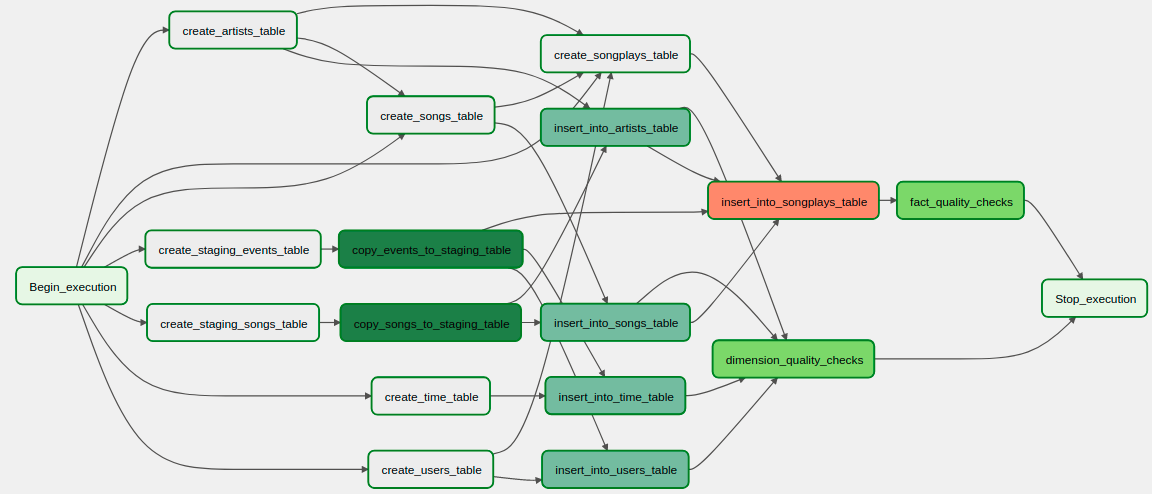 create_artists_table
create_songplays_table
create_songs_table
insert_into_artists_table
insert_into_songplays_table
fact_quality_checks
create_staging_events_table
copy_events_to_staging_table
Begin_execution
Stop_execution
create_staging_songs_table
copy_songs_to_staging_table
insert_into_songs_table
dimension_quality_checks
create_time_table
insert_into_time_table
create_users_table
insert_into_users_table